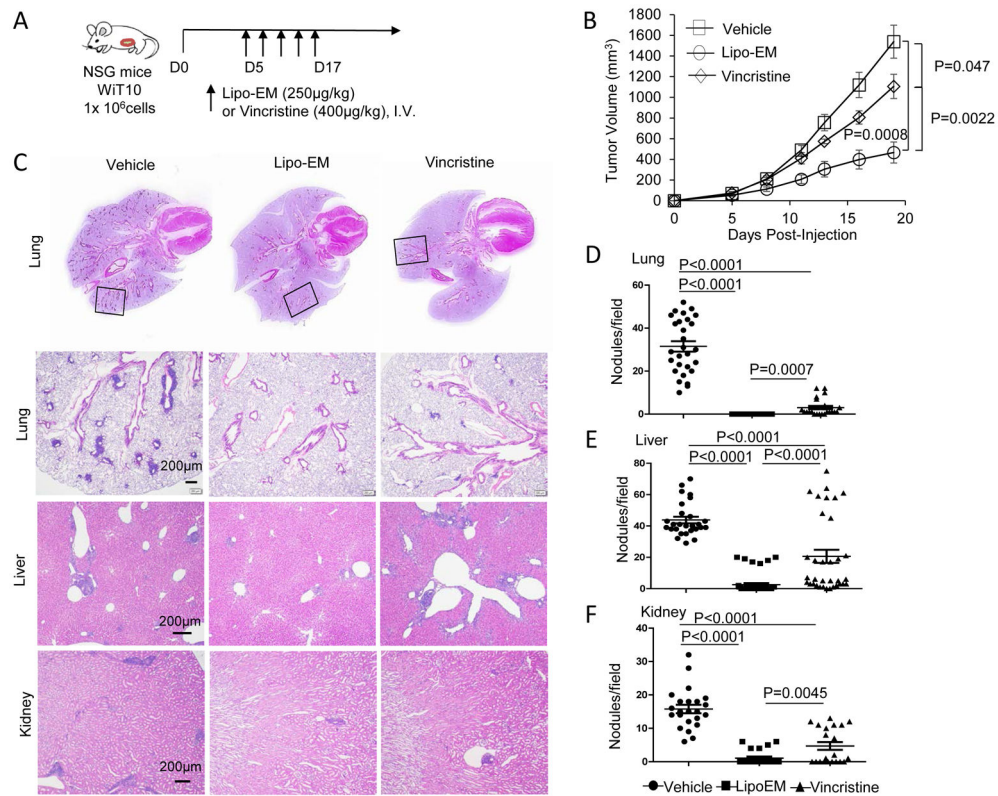 A
NSG mice
WiT10
1x 10⁶cells
D0
D5
D17
Lipo-EM (250µg/kg)
or Vincristine (400µg/kg), I.V.
B
Tumor Volume (mm³)
1800
1600
1400
1200
1000
800
600
400
200
0
0
5
10
15
20
Days Post-Injection
Vehicle
Lipo-EM
Vincristine
P=0.047
P=0.0022
P=0.0008
C
Vehicle
Lipo-EM
Vincristine
Lung
Lung
200µm
Liver
200µm
Kidney
200µm
D
Lung
P<0.0001
P<0.0001
P=0.0007
Nodules/field
60
40
20
0
E
Liver
P<0.0001
P<0.0001
P<0.0001
Nodules/field
80
60
40
20
0
F
Kidney
P<0.0001
P<0.0001
P=0.0045
Nodules/field
40
30
20
10
0
Vehicle
LipoEM
Vincristine